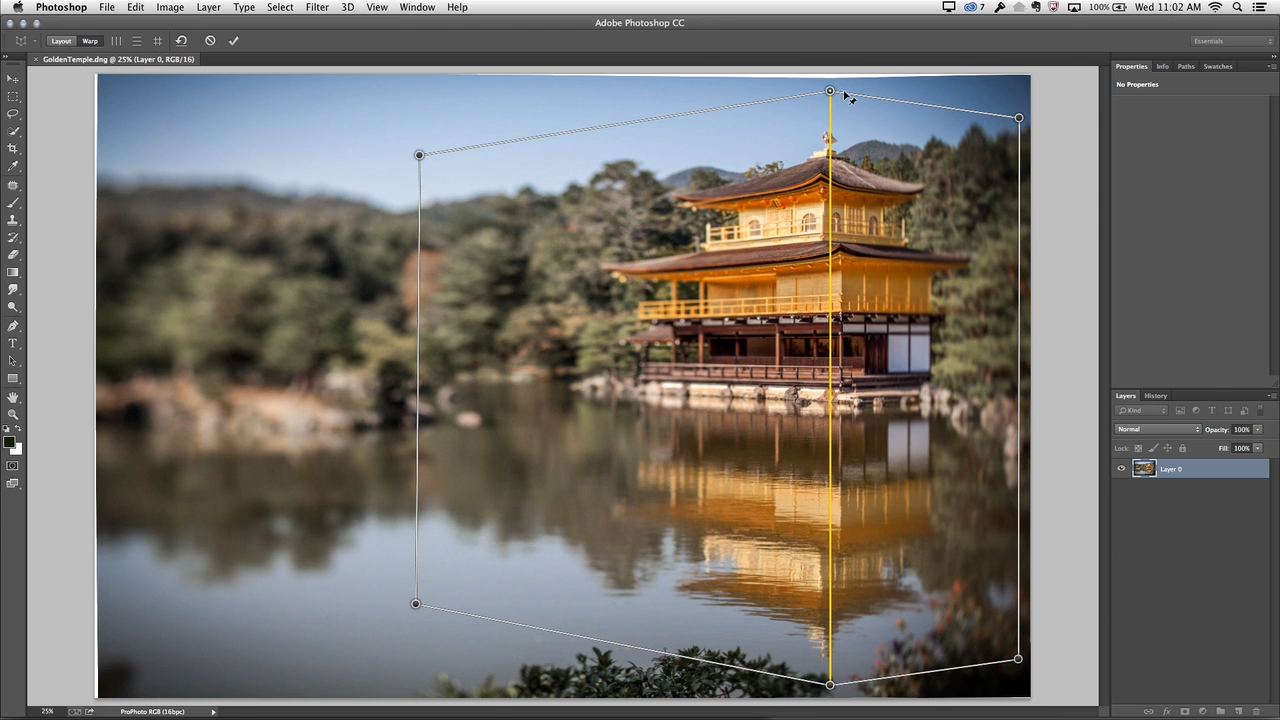 Photoshop File Edit Image Layer Type Select Filter 3D View Window Help 7 100% Wed 11:02 AM
Adobe Photoshop CC
Layout Warp Essentials
× GoldenTemple.dng @ 25% (Layer 0, RGB/16)
Properties Info Paths Swatches
No Properties
Layers History
Kind
Normal Opacity: 100%
Lock: Fill: 100%
Layer 0
25% ProPhoto RGB (16bpc)